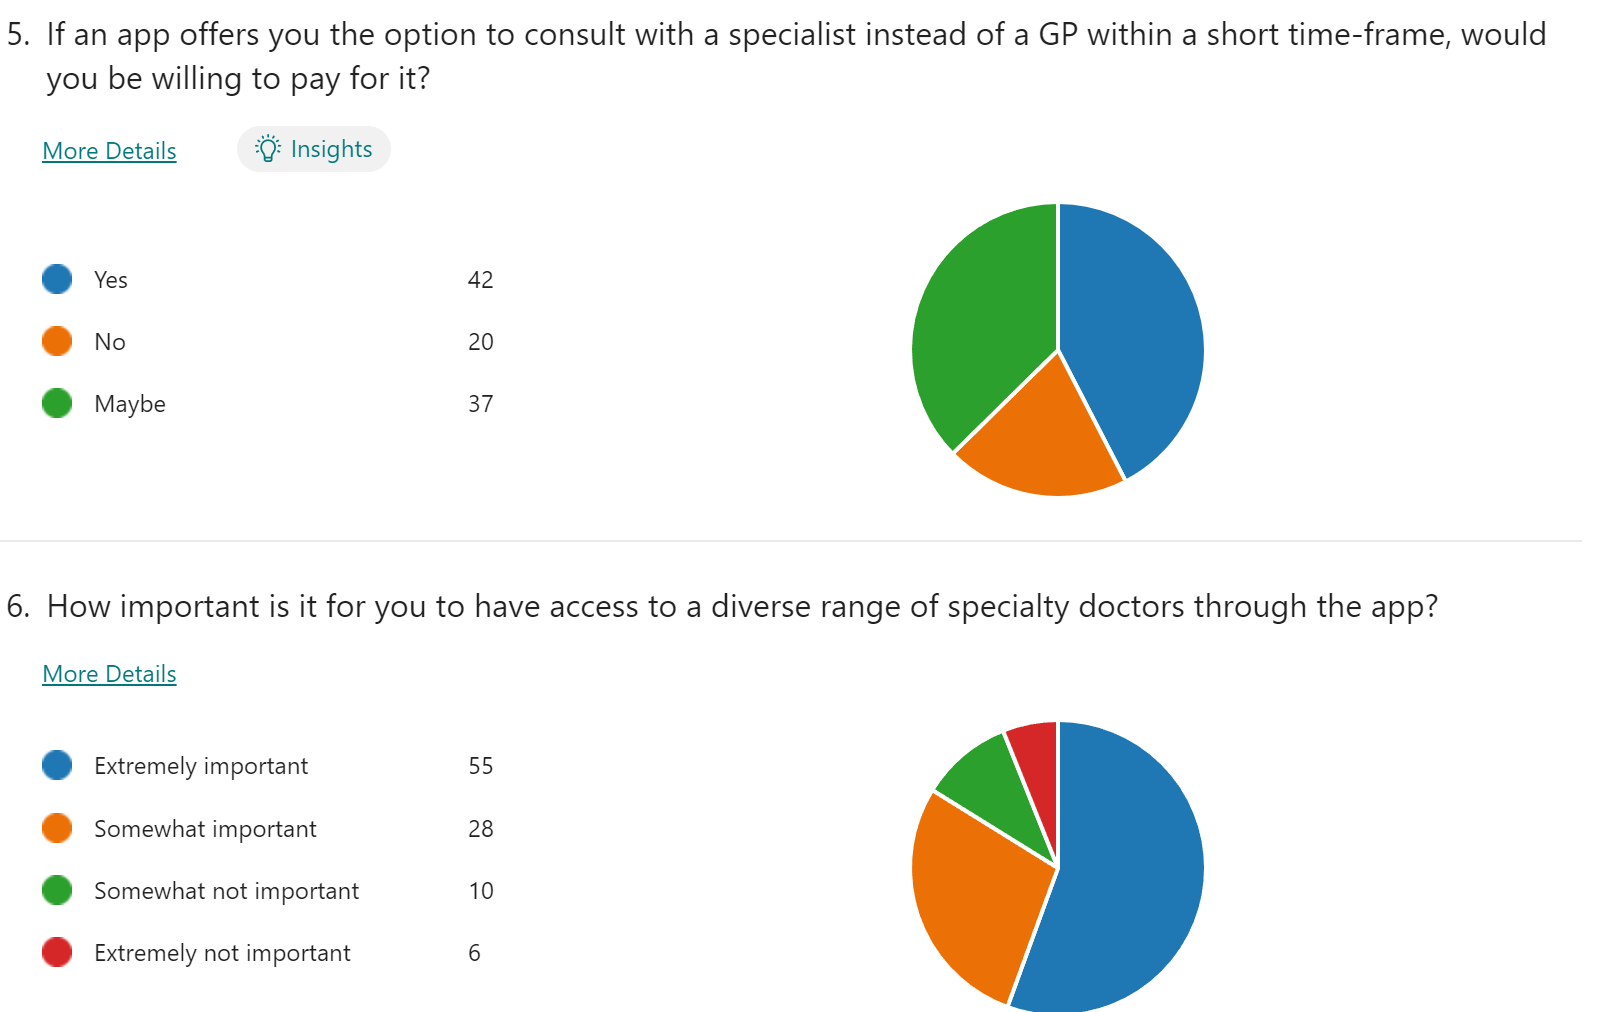 5. If an app offers you the option to consult with a specialist instead of a GP within a short time-frame, would
you be willing to pay for it?
More Details Insights
Yes 42
No 20
Maybe 37
6. How important is it for you to have access to a diverse range of specialty doctors through the app?
More Details
Extremely important 55
Somewhat important 28
Somewhat not important 10
Extremely not important 6